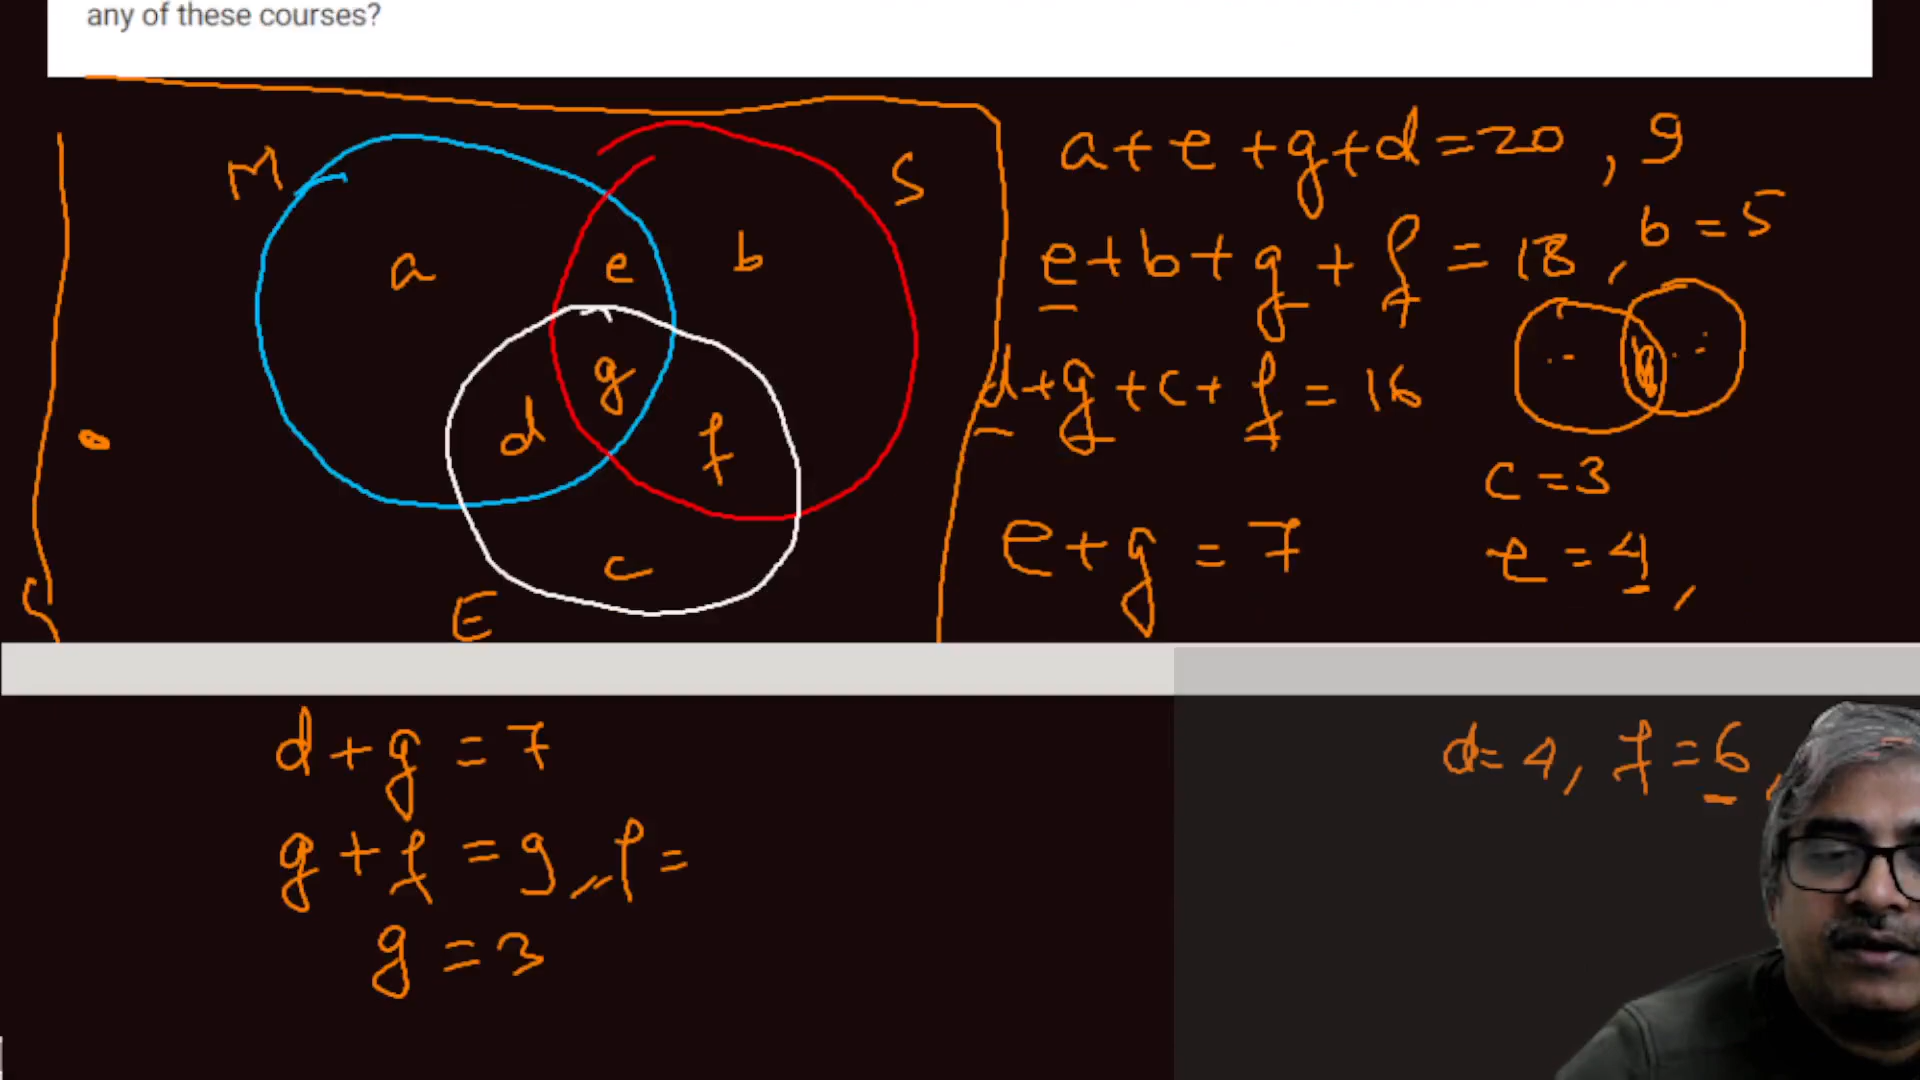 any of these courses?
M
S
a
e
b
g
d
f
c
E
a+e+g+d=20, 9
e+b+g+f=18, b=5
d+g+c+f=16
c=3
e+g=7
e=4,
d+g=7
d=4, f=6,
g+f=9, f=
g=3